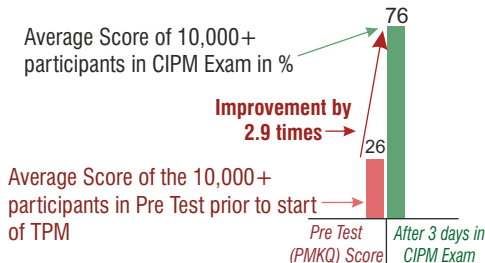 76
Average Score of 10,000+
participants in CIPM Exam in %
Improvement by
2.9 times
26
Average Score of the 10,000+
participants in Pre Test prior to start
of TPM
Pre Test
(PMKQ) Score
After 3 days in
CIPM Exam